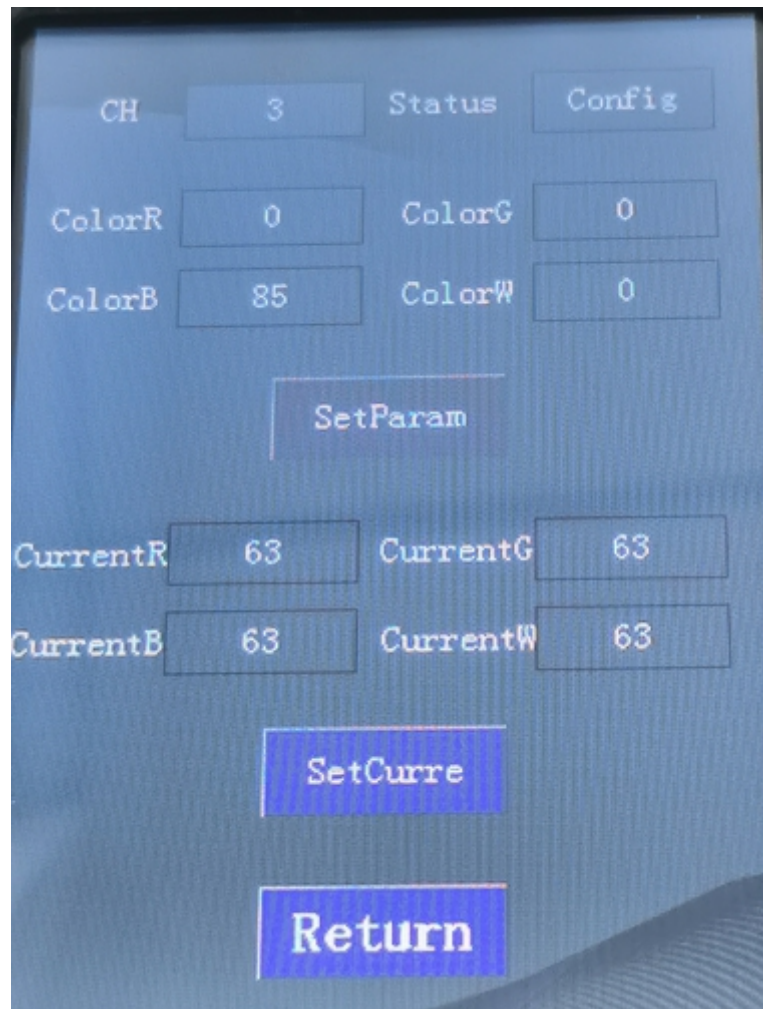 CH 3 Status Config
ColorR 0 ColorG 0
ColorB 85 ColorW 0
SetParam
CurrentR 63 CurrentG 63
CurrentB 63 CurrentW 63
SetCurre
Return